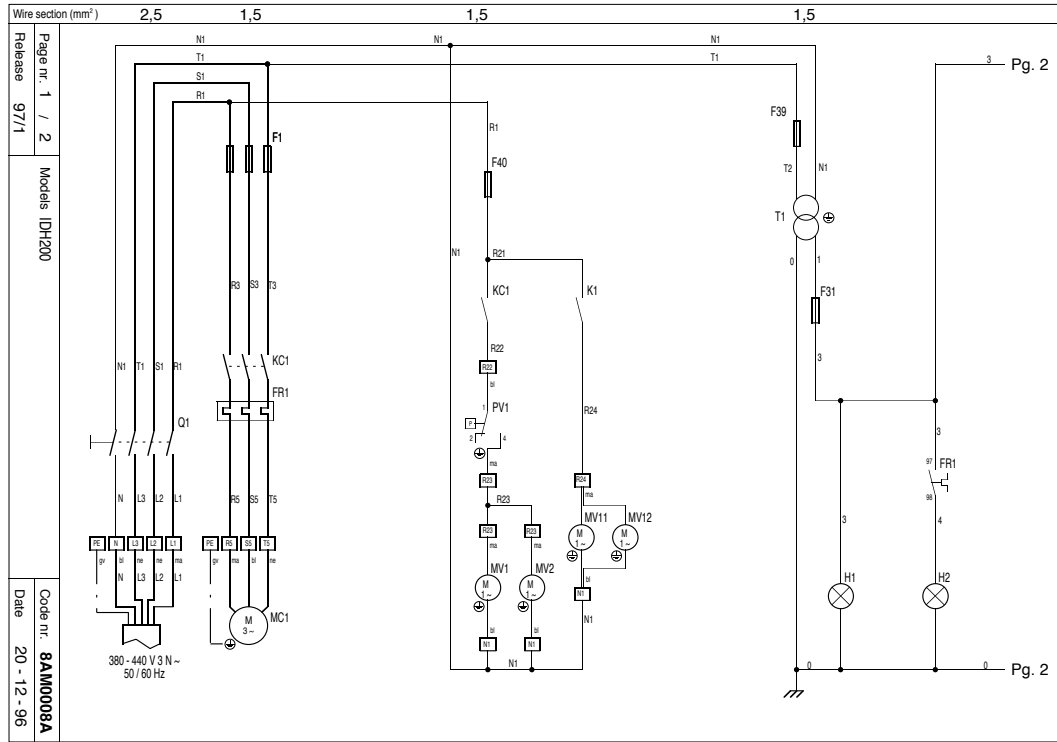 Wire section (mm²) 2,5 1,5 1,5 1,5
Page nr. 1 / 2
Release 97/1
Models IDH200
Code nr. 8AM0008A
Date 20 - 12 - 96
N1 N1 N1
T1 T1
S1
R1
3 Pg. 2
F1
R1
F39
F40
T2 N1
T1
N1 R21
0 1
R3 S3 T3
KC1 K1
F31
R22
3
N1 T1 S1 R1
KC1
R22
bl
FR1
1 PV1
P
R24
2 4
Q1
3
ma
97 FR1
98
N L3 L2 L1
R5 S5 T5
R23
R24
ma
R23
MV11 MV12
M 1 ~
M 1 ~
3 4
R23 R23
ma ma
PE N L3 L2 L1
gv bl ne ne ma
PE R5 S5 T5
gv ma bl ne
N L3 L2 L1
MV1 MV2
M 1 ~
M 1 ~
bl
N1
N1
H1 H2
M 3 ~
MC1
bl bl
N1 N1
N1
380 - 440 V 3 N ~
50 / 60 Hz
0 0 Pg. 2